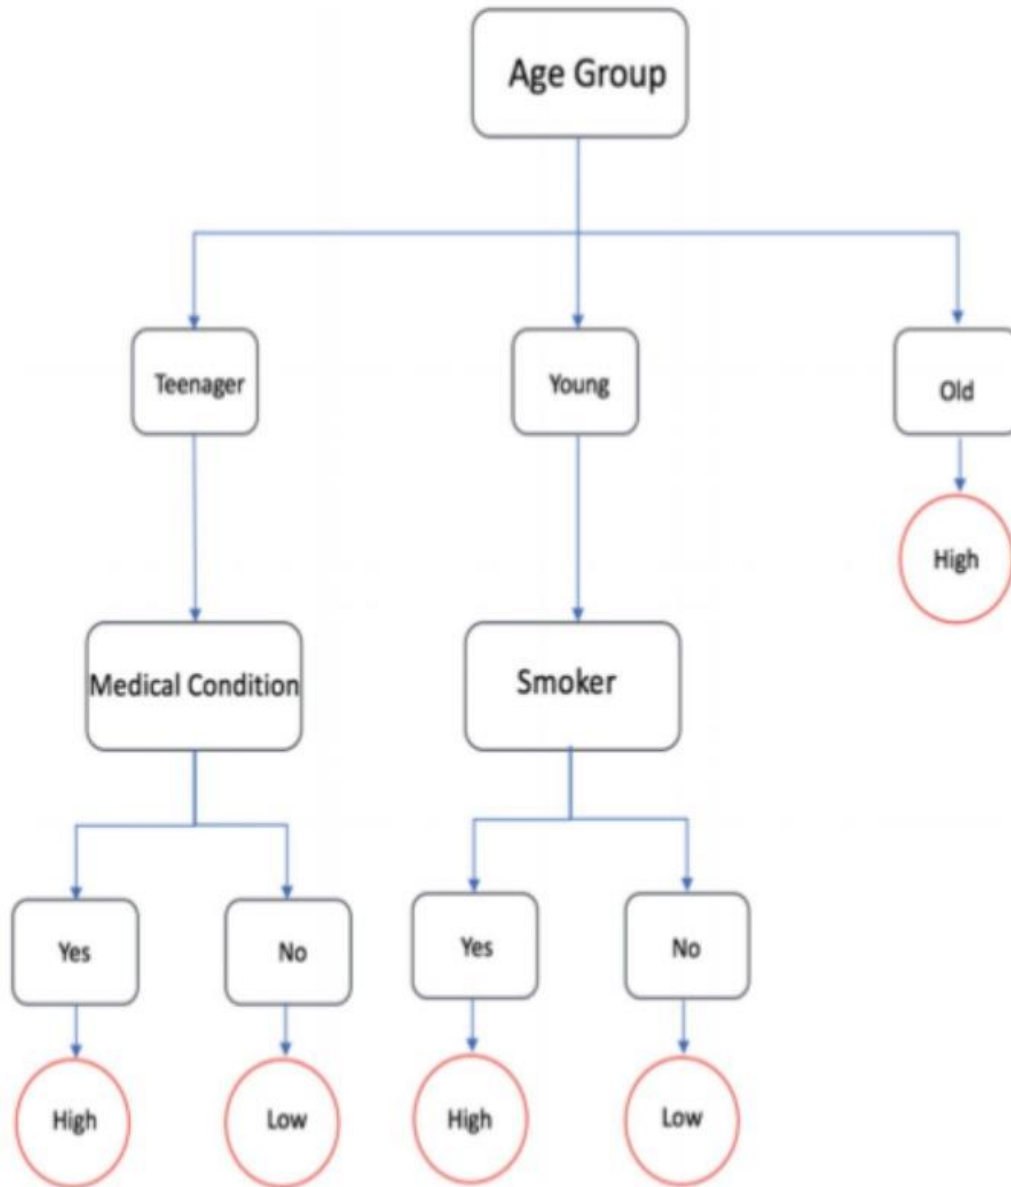 Age Group
Teenager
Young
Old
High
Medical Condition
Smoker
Yes
No
Yes
No
High
Low
High
Low